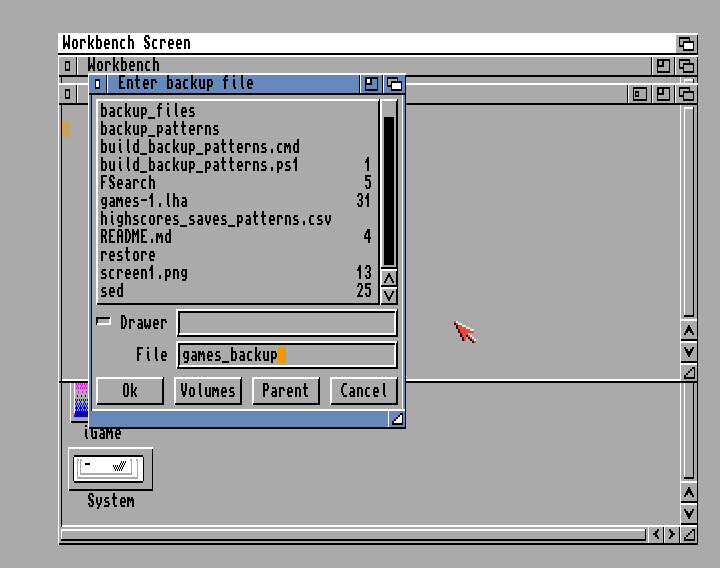 Workbench Screen
Workbench
Enter backup file
backup_files
backup_patterns
build_backup_patterns.cmd
build_backup_patterns.ps1 1
FSearch 5
games-1.lha 31
highscores_saves_patterns.csv
README.md 4
restore
screen1.png 13
sed 25
Drawer
File games_backup
Ok Volumes Parent Cancel
iGame
System